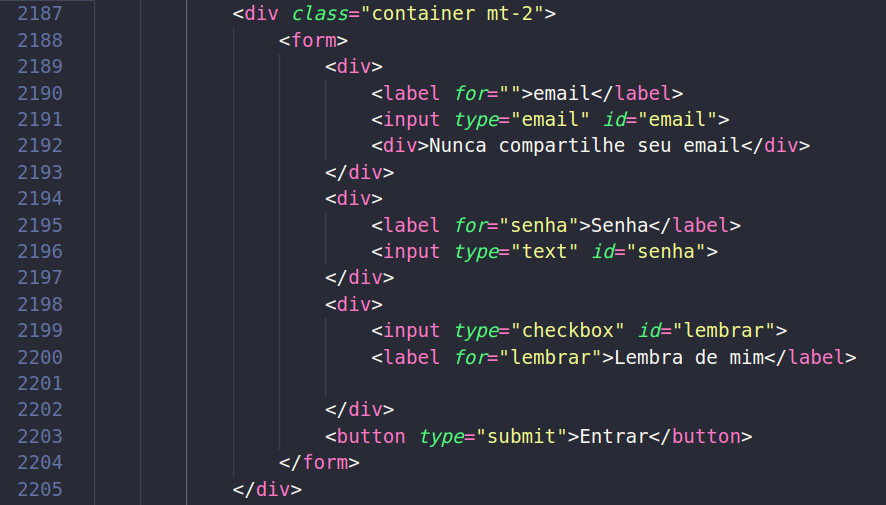 2187 <div class="container mt-2">
2188 <form>
2189 <div>
2190 <label for="">email</label>
2191 <input type="email" id="email">
2192 <div>Nunca compartilhe seu email</div>
2193 </div>
2194 <div>
2195 <label for="senha">Senha</label>
2196 <input type="text" id="senha">
2197 </div>
2198 <div>
2199 <input type="checkbox" id="lembrar">
2200 <label for="lembrar">Lembra de mim</label>
2201
2202 </div>
2203 <button type="submit">Entrar</button>
2204 </form>
2205 </div>